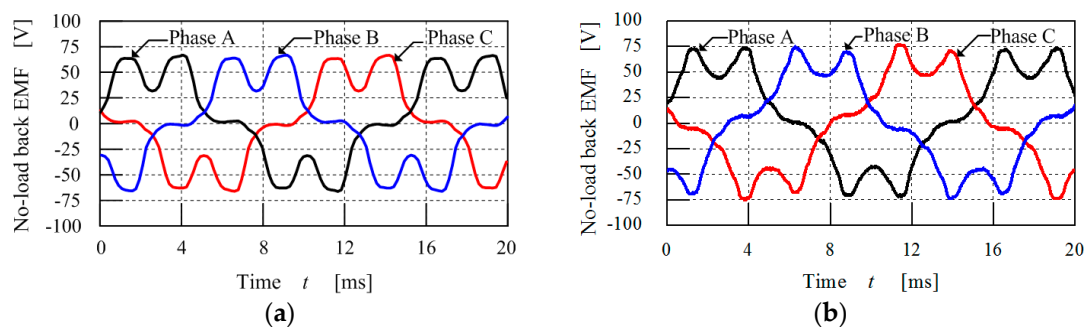 No-load back EMF [V]
100
75
50
25
0
-25
-50
-75
-100
Phase A
Phase B
Phase C
0 4 8 12 16 20
Time t [ms]
(a)
No-load back EMF [V]
100
75
50
25
0
-25
-50
-75
-100
Phase A
Phase B
Phase C
0 4 8 12 16 20
Time t [ms]
(b)